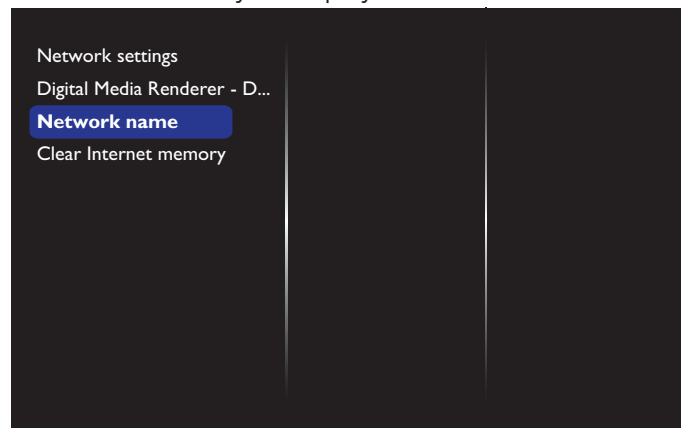 Network settings
Digital Media Renderer - D...
Network name
Clear Internet memory